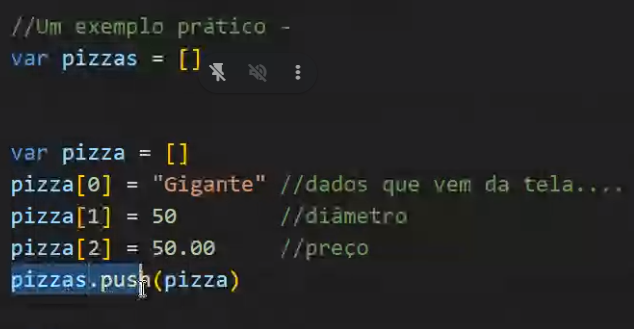 //Um exemplo prático -
var pizzas = []
var pizza = []
pizza[0] = "Gigante" //dados que vem da tela....
pizza[1] = 50 //diâmetro
pizza[2] = 50.00 //preço
pizzas.push(pizza)